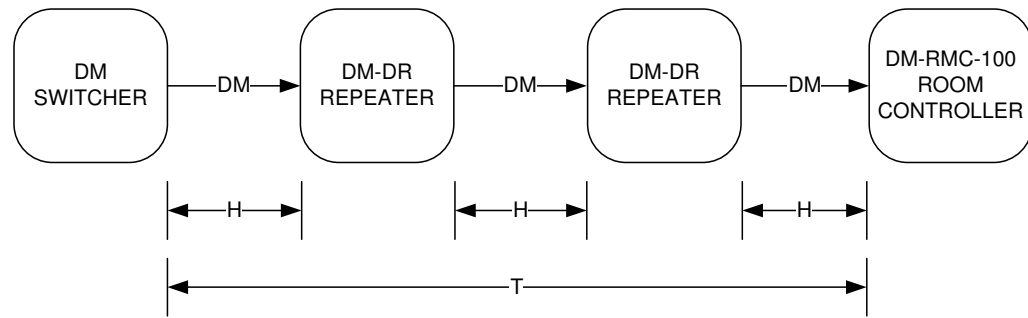 DM
SWITCHER
DM
DM-DR
REPEATER
DM
DM-DR
REPEATER
DM
DM-RMC-100
ROOM
CONTROLLER
H
H
H
T